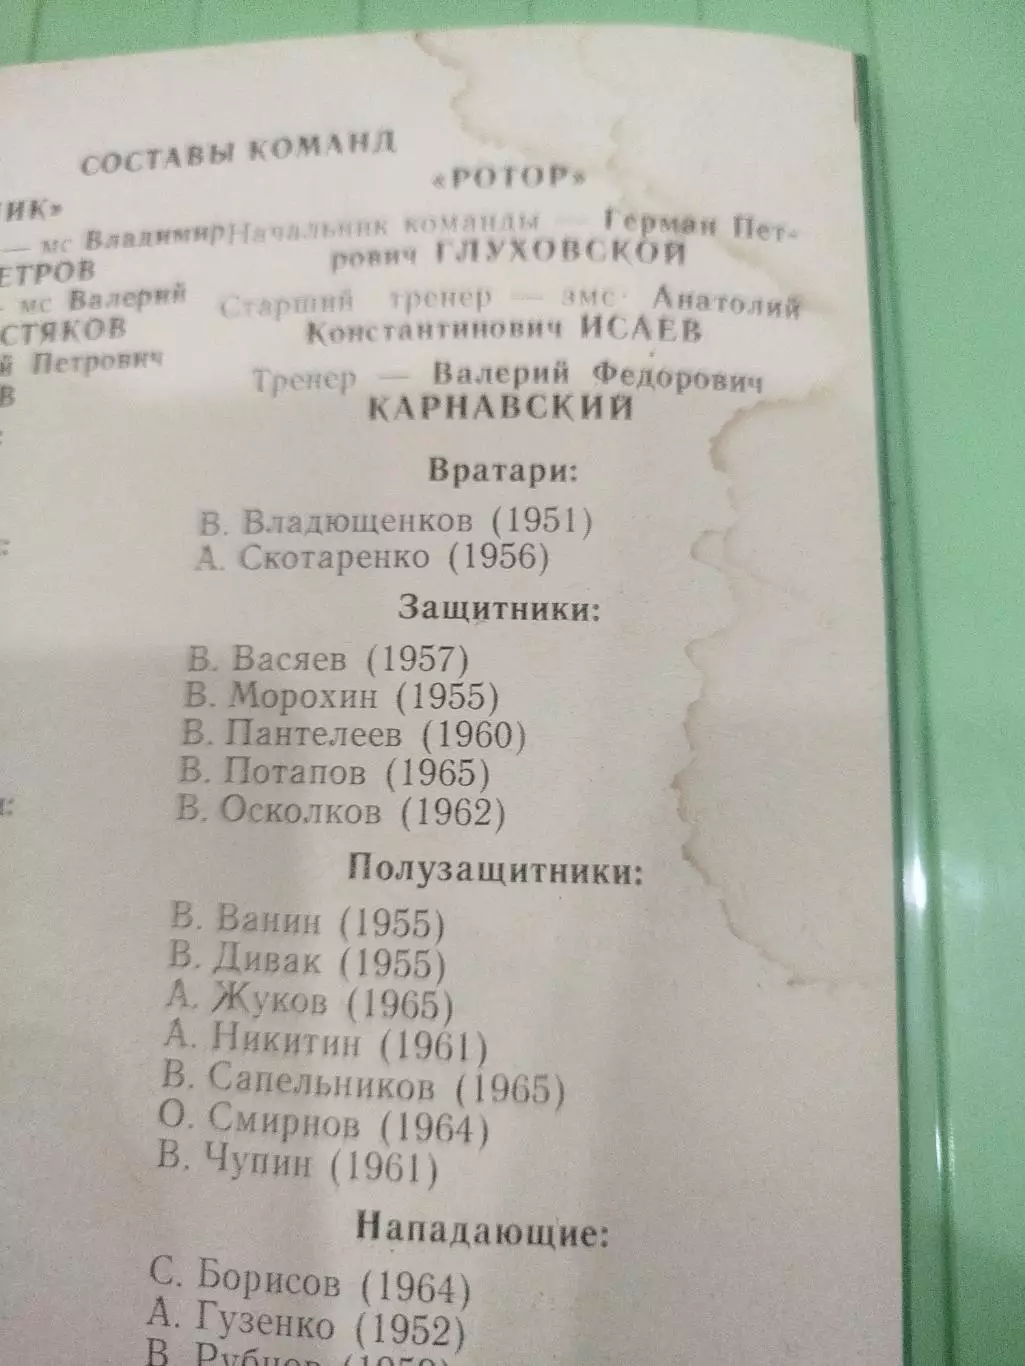 СОСТАВЫ КОМАНД
ИК»
— мс Владимир
ЕТРОВ
мс Валерий
СТЯКОВ
й Петрович
В
«РОТОР»
Начальник команды — Герман Пет-
рович ГЛУХОВСКОЙ
Старший тренер — змс Анатолий
Константинович ИСАЕВ
Тренер — Валерий Федорович
КАРНАВСКИЙ
Вратари:
В. Владющенков (1951)
А. Скотаренко (1956)
Защитники:
В. Васяев (1957)
В. Морохин (1955)
В. Пантелеев (1960)
В. Потапов (1965)
В. Осколков (1962)
Полузащитники:
В. Ванин (1955)
В. Дивак (1955)
А. Жуков (1965)
А. Никитин (1961)
В. Сапельников (1965)
О. Смирнов (1964)
В. Чупин (1961)
Нападающие:
С. Борисов (1964)
А. Гузенко (1952)
В. Рубцов